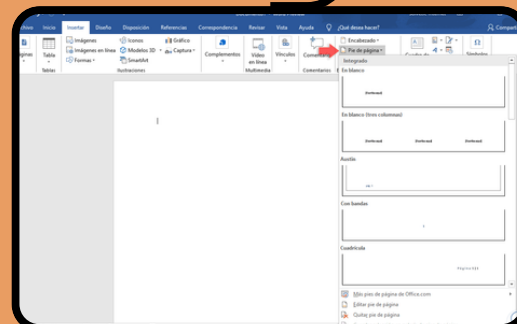 Inicio Insertar Diseño Disposición Referencias Correspondencia Revisar Vista Ayuda ¿Qué desea hacer?
Imágenes Iconos Gráfico Encabezado
Imágenes en línea Modelos 3D Captura Pie de página
Tabla Formas SmartArt Complementos Vídeo en línea Vínculos
Tablas Ilustraciones Multimedia Comentarios
Integrado
En blanco
En blanco (tres columnas)
Austin
Con bandas
Cuadrícula
Más pies de página de Office.com
Editar pie de página
Quitar pie de página